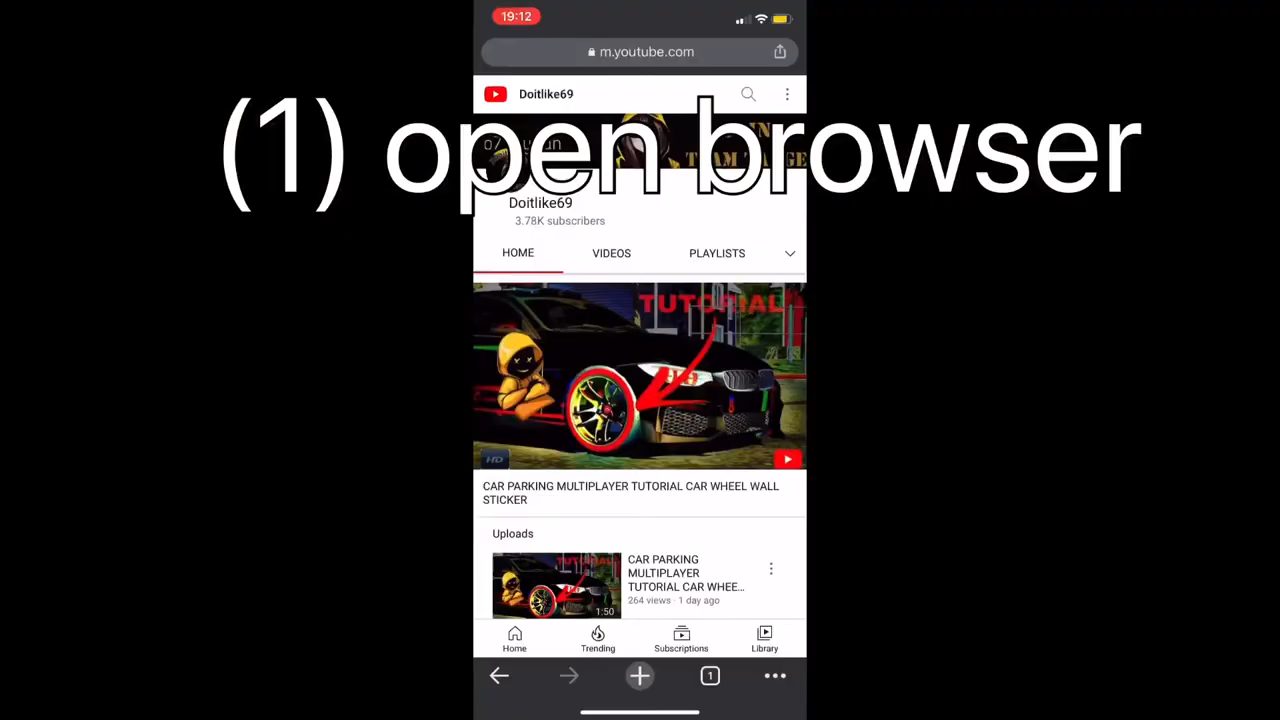 19:12
m.youtube.com
Doitlike69
(1) open browser
Doitlike69
3.78K subscribers
HOME
VIDEOS
PLAYLISTS
TUTORIAL
HD
CAR PARKING MULTIPLAYER TUTORIAL CAR WHEEL WALL
STICKER
Uploads
CAR PARKING
MULTIPLAYER
TUTORIAL CAR WHEE...
264 views · 1 day ago
1:50
Home
Trending
Subscriptions
Library
1